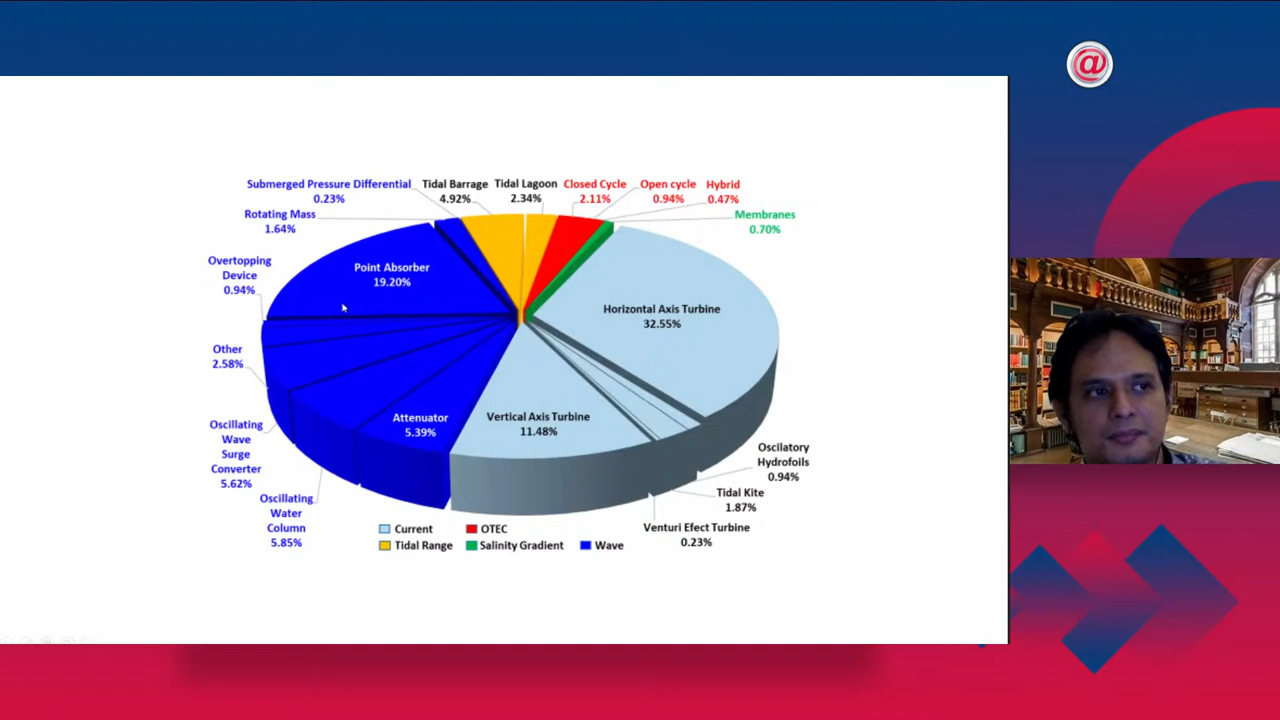 @
Submerged Pressure Differential
0.23%
Tidal Barrage
4.92%
Tidal Lagoon
2.34%
Closed Cycle
2.11%
Open cycle
0.94%
Hybrid
0.47%
Rotating Mass
1.64%
Membranes
0.70%
Overtopping
Device
0.94%
Point Absorber
19.20%
Horizontal Axis Turbine
32.55%
Other
2.58%
Attenuator
5.39%
Vertical Axis Turbine
11.48%
Oscillating
Wave
Surge
Converter
5.62%
Oscilatory
Hydrofoils
0.94%
Oscillating
Water
Column
5.85%
Tidal Kite
1.87%
Venturi Efect Turbine
0.23%
Current
OTEC
Tidal Range
Salinity Gradient
Wave